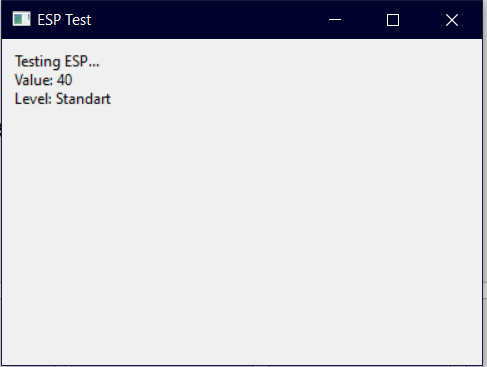 ESP Test
Testing ESP...
Value: 40
Level: Standart